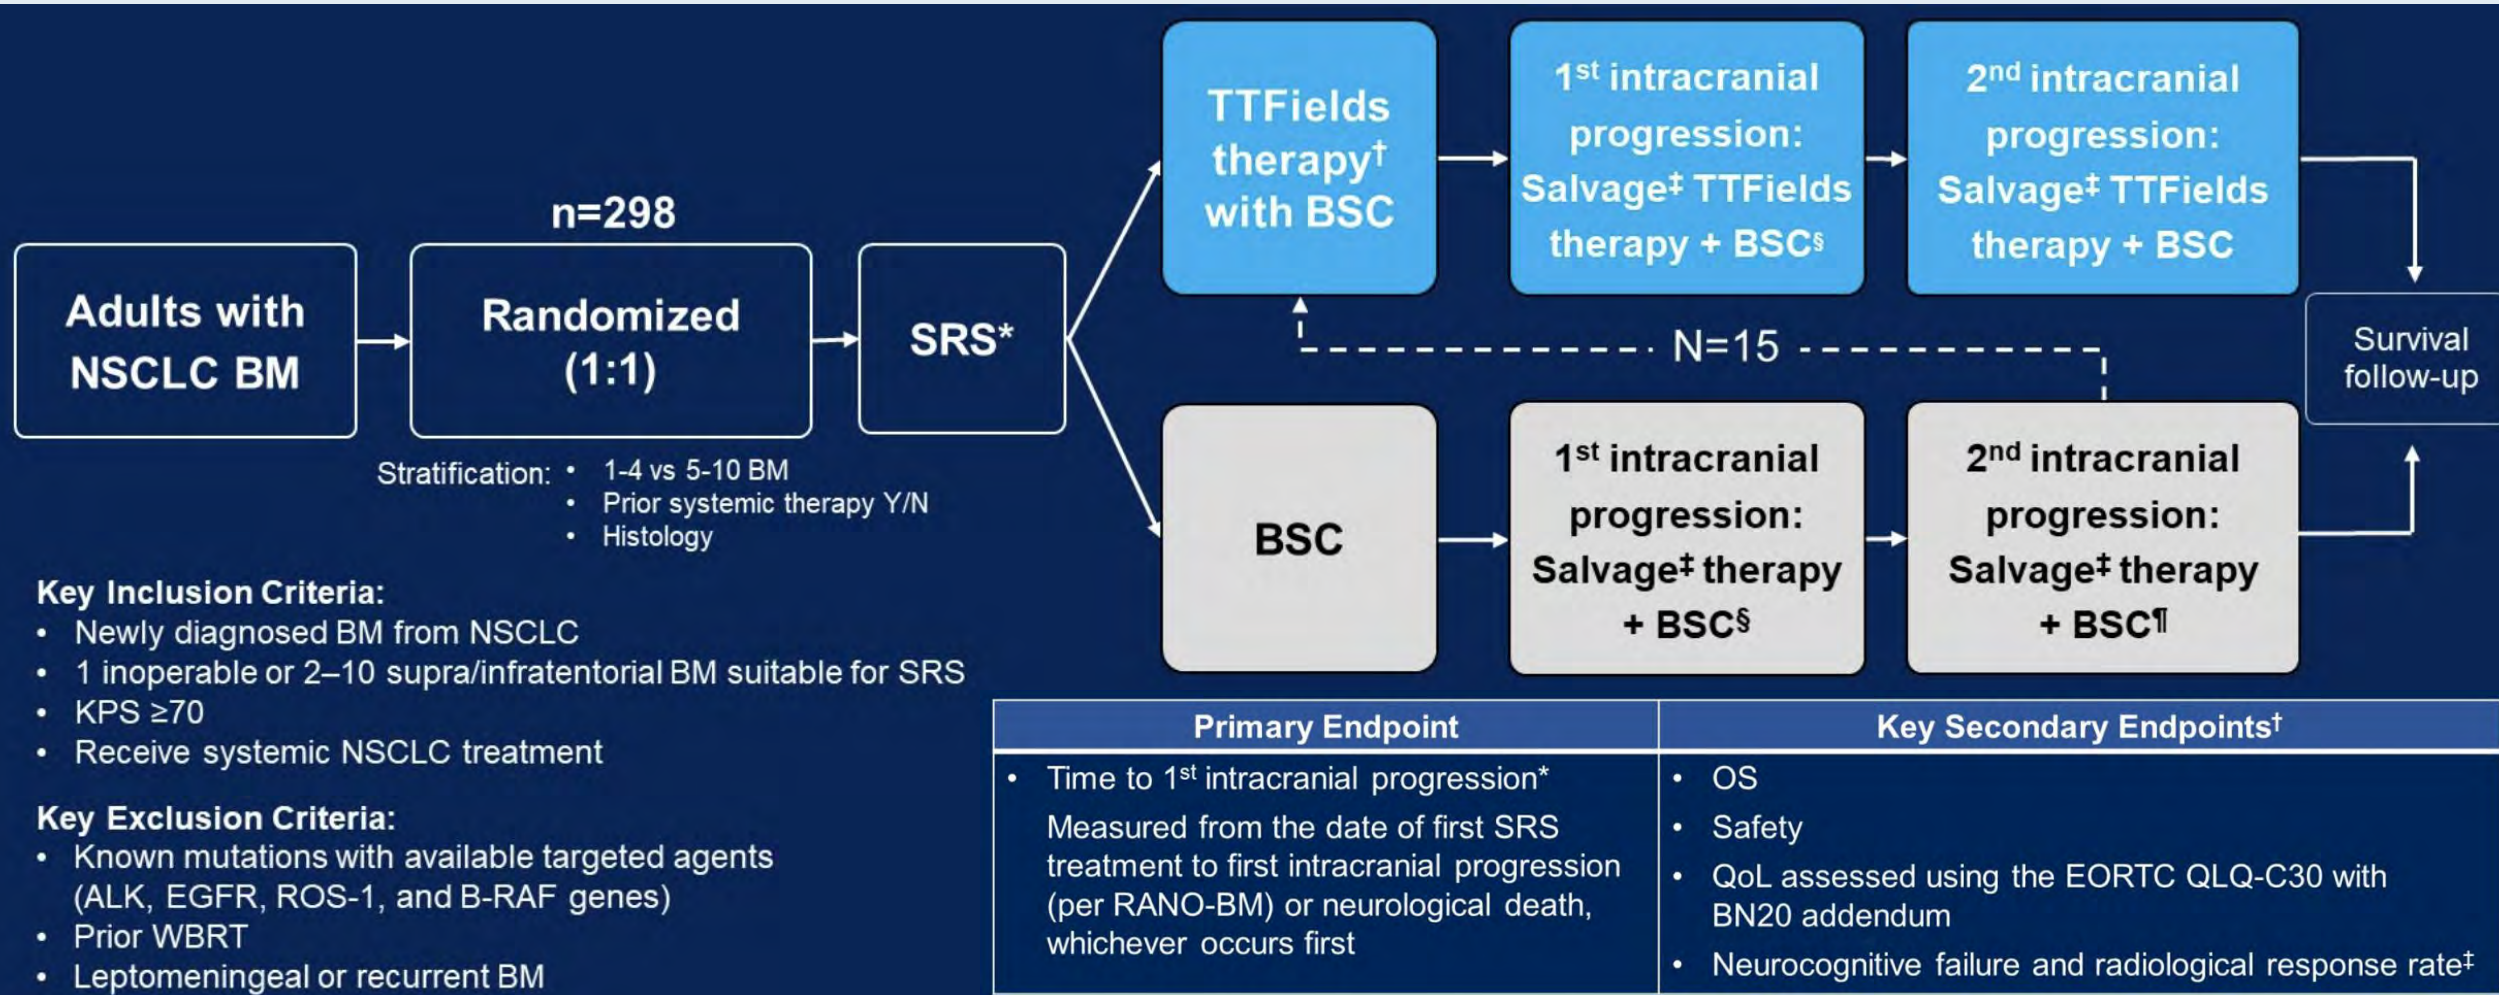 Adults with
NSCLC BM
n=298
Randomized
(1:1)
Stratification:
• 1-4 vs 5-10 BM
• Prior systemic therapy Y/N
• Histology
SRS*
TTFields
therapy†
with BSC
1st intracranial
progression:
Salvage‡ TTFields
therapy + BSC§
2nd intracranial
progression:
Salvage‡ TTFields
therapy + BSC
N=15
BSC
1st intracranial
progression:
Salvage‡ therapy
+ BSC§
2nd intracranial
progression:
Salvage‡ therapy
+ BSC¶
Survival
follow-up
Key Inclusion Criteria:
• Newly diagnosed BM from NSCLC
• 1 inoperable or 2–10 supra/infratentorial BM suitable for SRS
• KPS ≥70
• Receive systemic NSCLC treatment
Key Exclusion Criteria:
• Known mutations with available targeted agents
(ALK, EGFR, ROS-1, and B-RAF genes)
• Prior WBRT
• Leptomeningeal or recurrent BM
Primary Endpoint
• Time to 1st intracranial progression*
Measured from the date of first SRS
treatment to first intracranial progression
(per RANO-BM) or neurological death,
whichever occurs first
Key Secondary Endpoints†
• OS
• Safety
• QoL assessed using the EORTC QLQ-C30 with
BN20 addendum
• Neurocognitive failure and radiological response rate‡